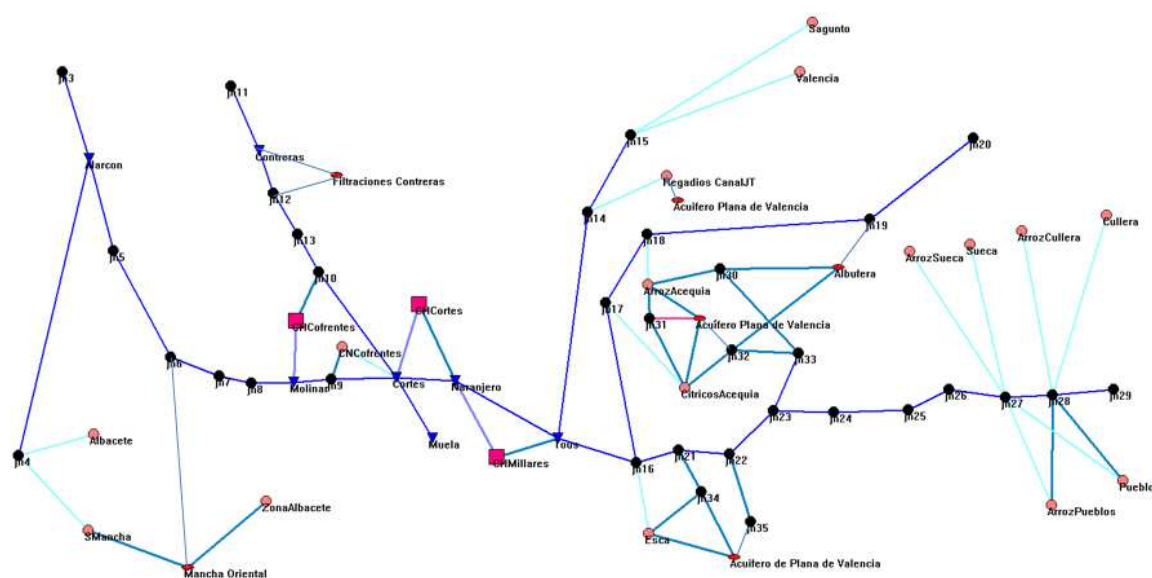 Sagunto
jn3
Valencia
jn11
jn15
jn20
Contreras
Alarcon
Filtraciones Contreras
Regadios CanalJT
jn12
Acuifero Plana de Valencia
jn14
Cullera
jn19
jn13
jn18
ArrozCullera
Sueca
ArrozSueca
jn5
jn10
jn30
Albufera
ArrozAcequia
CHCortes
jn17
jn31
Acuifero Plana de Valencia
CHCofrentes
CNCofrentes
jn32
jn33
jn6
jn7
jn8
Molinar
jn9
Cortes
Naranjero
CitricosAcequia
jn26
jn27
jn28
jn29
jn23
jn24
jn25
Albacete
Muela
Tous
jn4
CHMillares
jn16
jn21
jn22
Pueblo
jn34
ZonaAlbacete
ArrozPueblos
jn35
SMancha
Esca
Mancha Oriental
Acuifero de Plana de Valencia